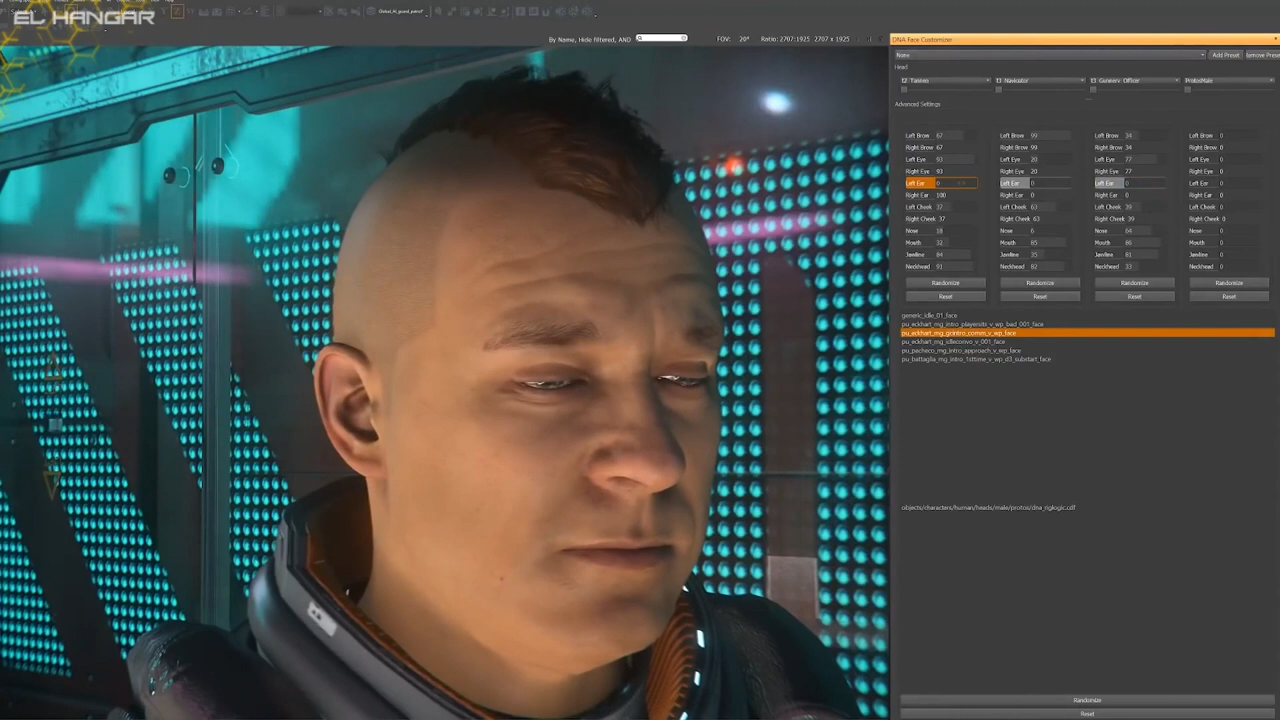 EL HANGAR
Global_AI_guard_patrol*
By Name, Hide filtered, AND
FOV: 20° Ratio: 2707:1925 2707 x 1925
DNA Face Customizer
None Add Preset Remove Prese
Head
Navigator Gunnery Officer ProtosMale
Advanced Settings
Left Brow 67 Left Brow 99 Left Brow 34 Left Brow 0
Right Brow 67 Right Brow 99 Right Brow 34 Right Brow 0
Left Eye 93 Left Eye 20 Left Eye 77 Left Eye 0
Right Eye 93 Right Eye 20 Right Eye 77 Right Eye 0
Left Ear 0 Left Ear 0 Left Ear 0 Left Ear 0
Right Ear 100 Right Ear 0 Right Ear 0 Right Ear 0
Left Cheek 37 Left Cheek 63 Left Cheek 39 Left Cheek 0
Right Cheek 37 Right Cheek 63 Right Cheek 39 Right Cheek 0
Nose 18 Nose 6 Nose 64 Nose 0
Mouth 32 Mouth 85 Mouth 86 Mouth 0
Jawline 84 Jawline 35 Jawline 81 Jawline 0
Neckhead 91 Neckhead 82 Neckhead 33 Neckhead 0
Randomize Randomize Randomize Randomize
Reset Reset Reset Reset
generic_idle_01_face
pu_eckhart_mg_intro_playersits_v_wp_bad_001_face
pu_eckhart_mg_gcintro_comm_v_wp_face
pu_eckhart_mg_idleconvo_v_001_face
pu_pacheco_mg_intro_approach_v_wp_face
pu_battaglia_mg_intro_1sttime_v_wp_d3_substart_face
objects/characters/human/heads/male/protos/dna_riglogic.cdf
Randomize
Reset